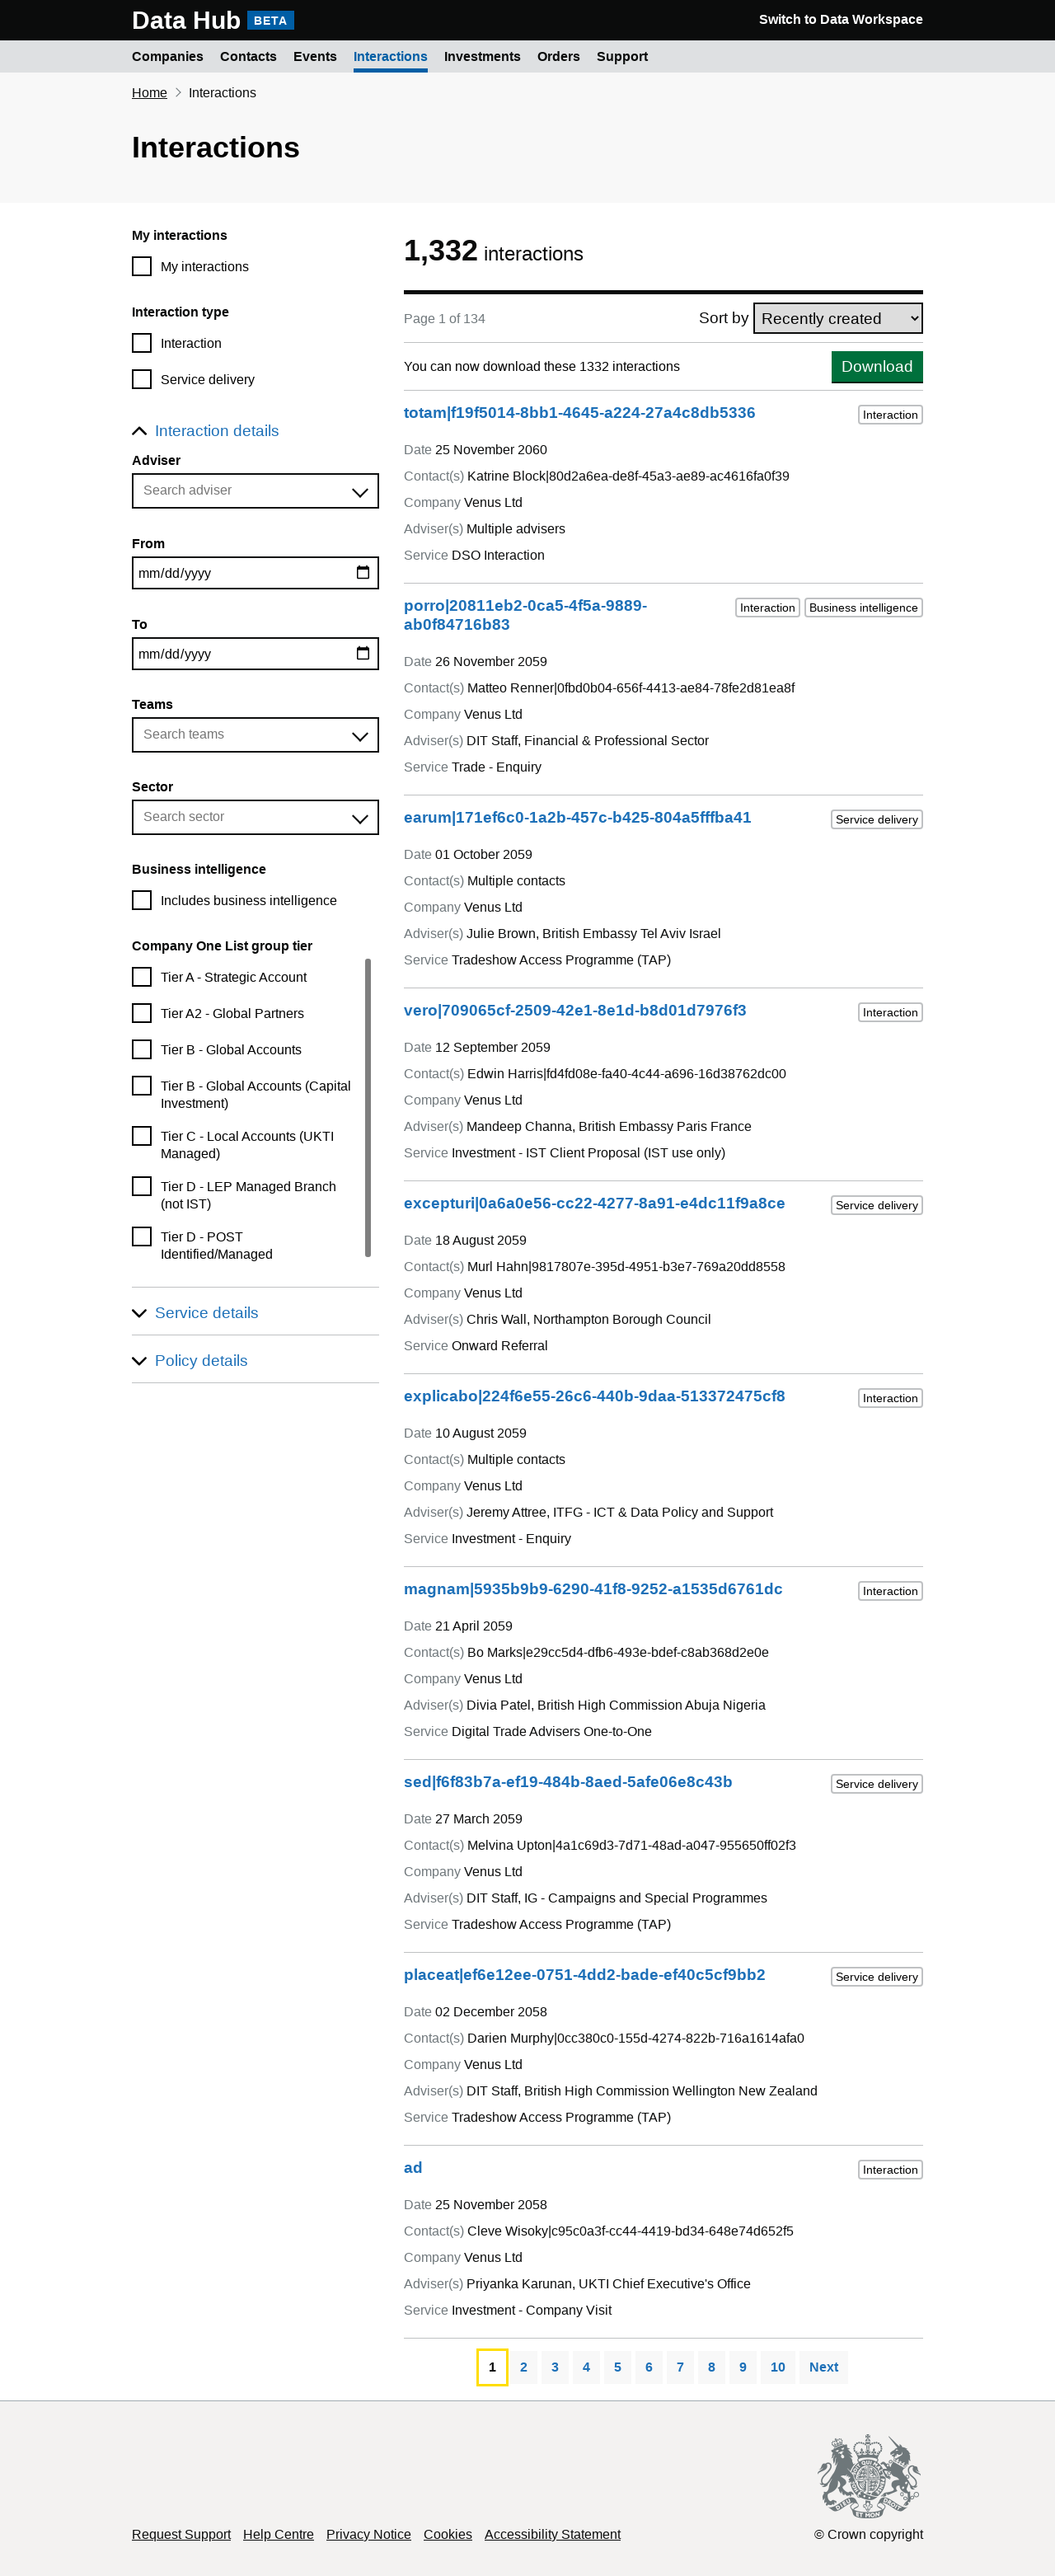 Data Hub BETA
Switch to Data Workspace
Companies Contacts Events Interactions Investments Orders Support
Home Interactions
Interactions
My interactions
My interactions
Interaction type
Interaction
Service delivery
Interaction details
Adviser
Search adviser
From
mm/dd/yyyy
To
mm/dd/yyyy
Teams
Search teams
Sector
Search sector
Business intelligence
Includes business intelligence
Company One List group tier
Tier A - Strategic Account
Tier A2 - Global Partners
Tier B - Global Accounts
Tier B - Global Accounts (Capital
Investment)
Tier C - Local Accounts (UKTI
Managed)
Tier D - LEP Managed Branch
(not IST)
Tier D - POST
Identified/Managed
Service details
Policy details
1,332 interactions
Page 1 of 134
Sort by Recently created
You can now download these 1332 interactions
Download
totam|f19f5014-8bb1-4645-a224-27a4c8db5336
Interaction
Date 25 November 2060
Contact(s) Katrine Block|80d2a6ea-de8f-45a3-ae89-ac4616fa0f39
Company Venus Ltd
Adviser(s) Multiple advisers
Service DSO Interaction
porro|20811eb2-0ca5-4f5a-9889-
ab0f84716b83
Interaction Business intelligence
Date 26 November 2059
Contact(s) Matteo Renner|0fbd0b04-656f-4413-ae84-78fe2d81ea8f
Company Venus Ltd
Adviser(s) DIT Staff, Financial & Professional Sector
Service Trade - Enquiry
earum|171ef6c0-1a2b-457c-b425-804a5fffba41
Service delivery
Date 01 October 2059
Contact(s) Multiple contacts
Company Venus Ltd
Adviser(s) Julie Brown, British Embassy Tel Aviv Israel
Service Tradeshow Access Programme (TAP)
vero|709065cf-2509-42e1-8e1d-b8d01d7976f3
Interaction
Date 12 September 2059
Contact(s) Edwin Harris|fd4fd08e-fa40-4c44-a696-16d38762dc00
Company Venus Ltd
Adviser(s) Mandeep Channa, British Embassy Paris France
Service Investment - IST Client Proposal (IST use only)
excepturi|0a6a0e56-cc22-4277-8a91-e4dc11f9a8ce
Service delivery
Date 18 August 2059
Contact(s) Murl Hahn|9817807e-395d-4951-b3e7-769a20dd8558
Company Venus Ltd
Adviser(s) Chris Wall, Northampton Borough Council
Service Onward Referral
explicabo|224f6e55-26c6-440b-9daa-513372475cf8
Interaction
Date 10 August 2059
Contact(s) Multiple contacts
Company Venus Ltd
Adviser(s) Jeremy Attree, ITFG - ICT & Data Policy and Support
Service Investment - Enquiry
magnam|5935b9b9-6290-41f8-9252-a1535d6761dc
Interaction
Date 21 April 2059
Contact(s) Bo Marks|e29cc5d4-dfb6-493e-bdef-c8ab368d2e0e
Company Venus Ltd
Adviser(s) Divia Patel, British High Commission Abuja Nigeria
Service Digital Trade Advisers One-to-One
sed|f6f83b7a-ef19-484b-8aed-5afe06e8c43b
Service delivery
Date 27 March 2059
Contact(s) Melvina Upton|4a1c69d3-7d71-48ad-a047-955650ff02f3
Company Venus Ltd
Adviser(s) DIT Staff, IG - Campaigns and Special Programmes
Service Tradeshow Access Programme (TAP)
placeat|ef6e12ee-0751-4dd2-bade-ef40c5cf9bb2
Service delivery
Date 02 December 2058
Contact(s) Darien Murphy|0cc380c0-155d-4274-822b-716a1614afa0
Company Venus Ltd
Adviser(s) DIT Staff, British High Commission Wellington New Zealand
Service Tradeshow Access Programme (TAP)
ad
Interaction
Date 25 November 2058
Contact(s) Cleve Wisoky|c95c0a3f-cc44-4419-bd34-648e74d652f5
Company Venus Ltd
Adviser(s) Priyanka Karunan, UKTI Chief Executive's Office
Service Investment - Company Visit
1 2 3 4 5 6 7 8 9 10 Next
DIEU ET MON DROIT
Request Support Help Centre Privacy Notice Cookies Accessibility Statement
© Crown copyright